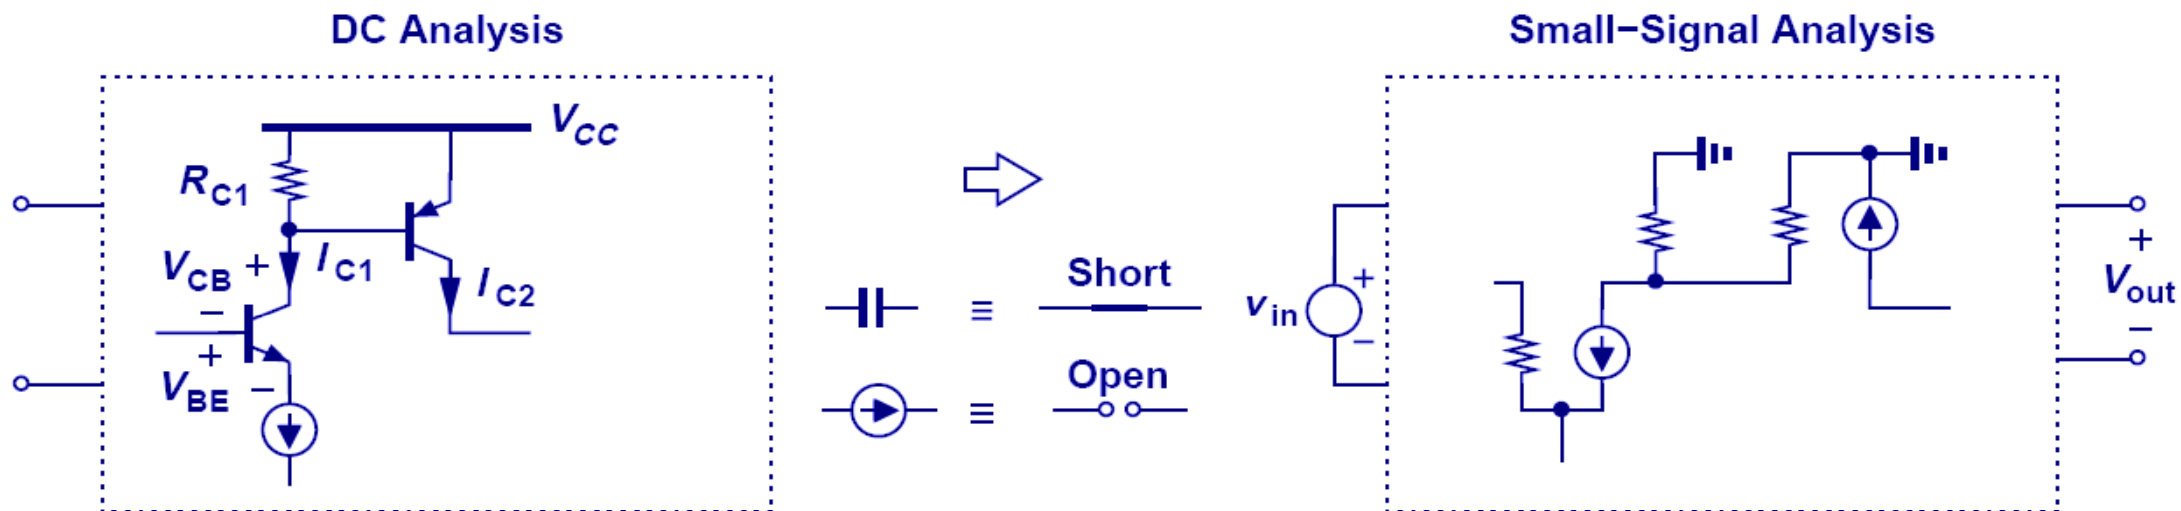 DC Analysis
V_CC
R_C1
V_CB + I_C1
−
+
V_BE −
I_C2
≡ Short
≡ Open
Small−Signal Analysis
v_in + −
+
V_out
−